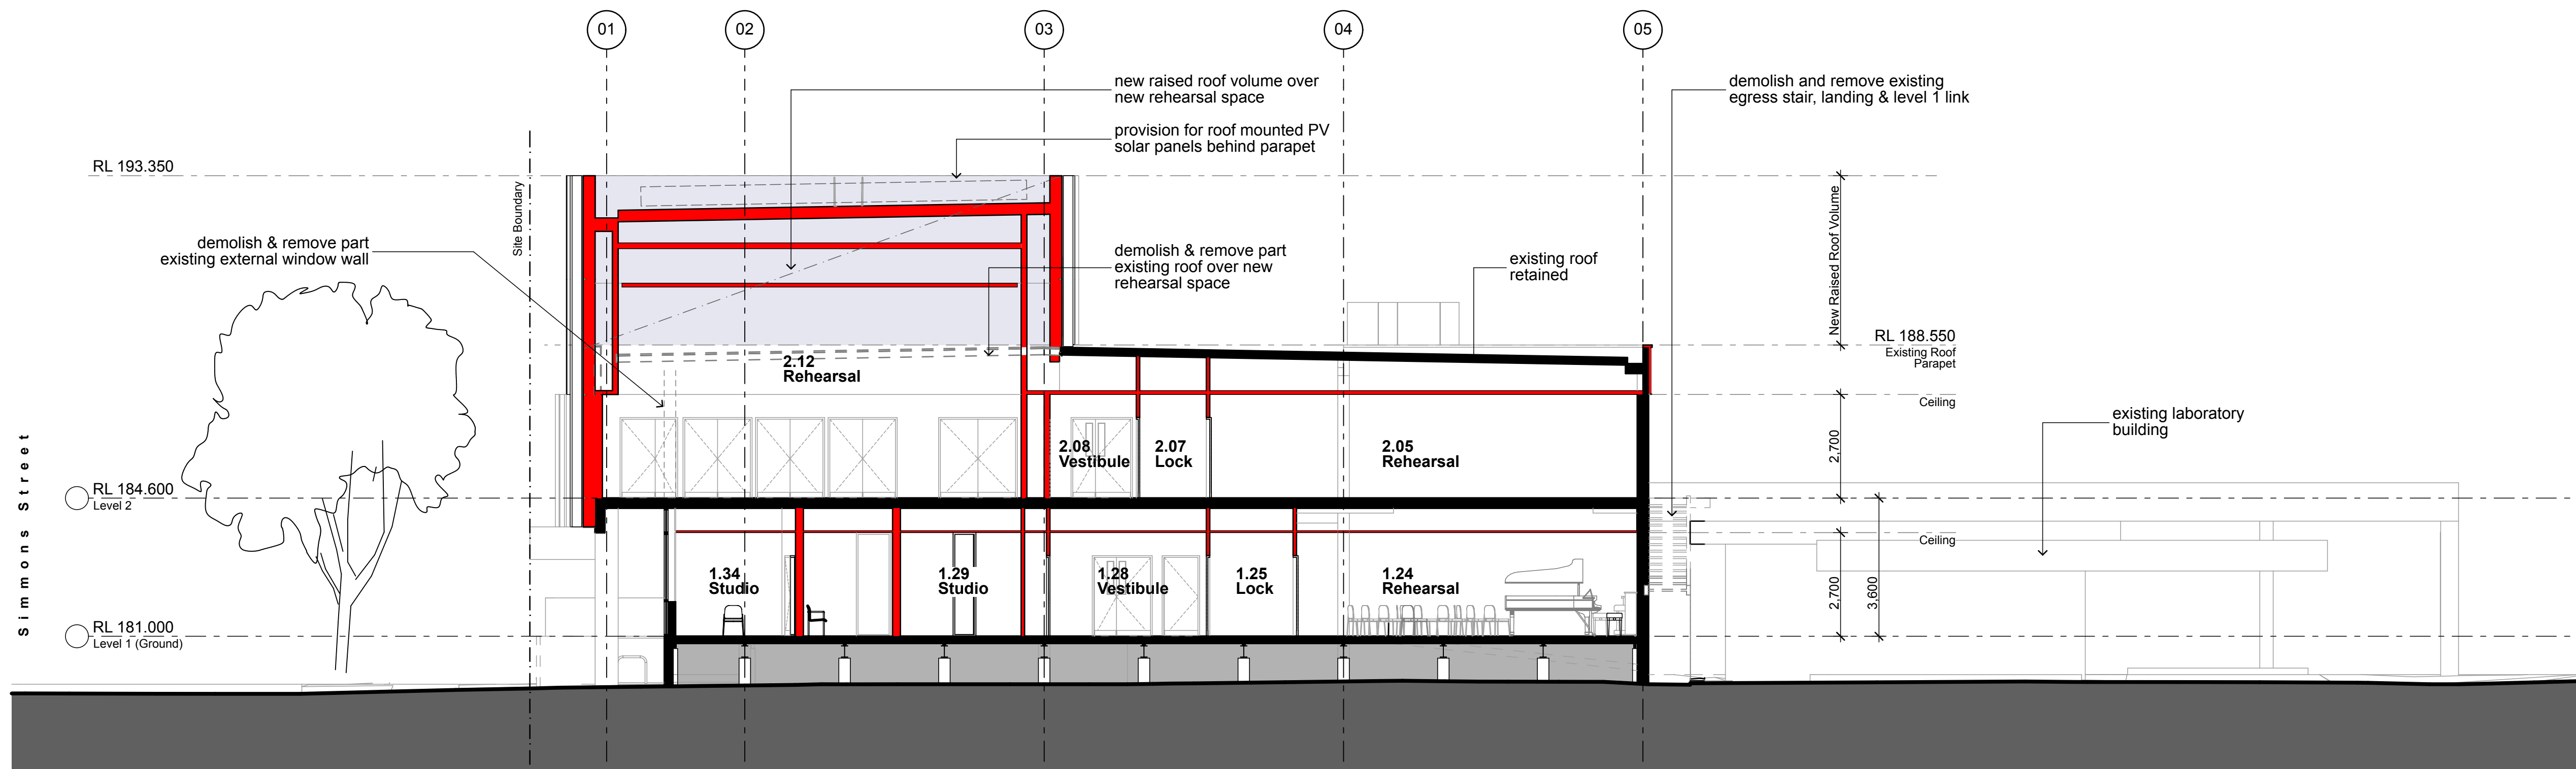 01
02
03
04
05
new raised roof volume over
new rehearsal space
demolish and remove existing
egress stair, landing & level 1 link
provision for roof mounted PV
solar panels behind parapet
RL 193.350
Site Boundary
New Raised Roof Volume
demolish & remove part
existing external window wall
demolish & remove part
existing roof over new
rehearsal space
existing roof
retained
RL 188.550
Existing Roof
Parapet
2.12
Rehearsal
Ceiling
existing laboratory
building
2,700
2.08
Vestibule
2.07
Lock
2.05
Rehearsal
RL 184.600
Level 2
Simmons Street
Ceiling
1.34
Studio
1.29
Studio
1.28
Vestibule
1.25
Lock
1.24
Rehearsal
2,700
3,600
RL 181.000
Level 1 (Ground)